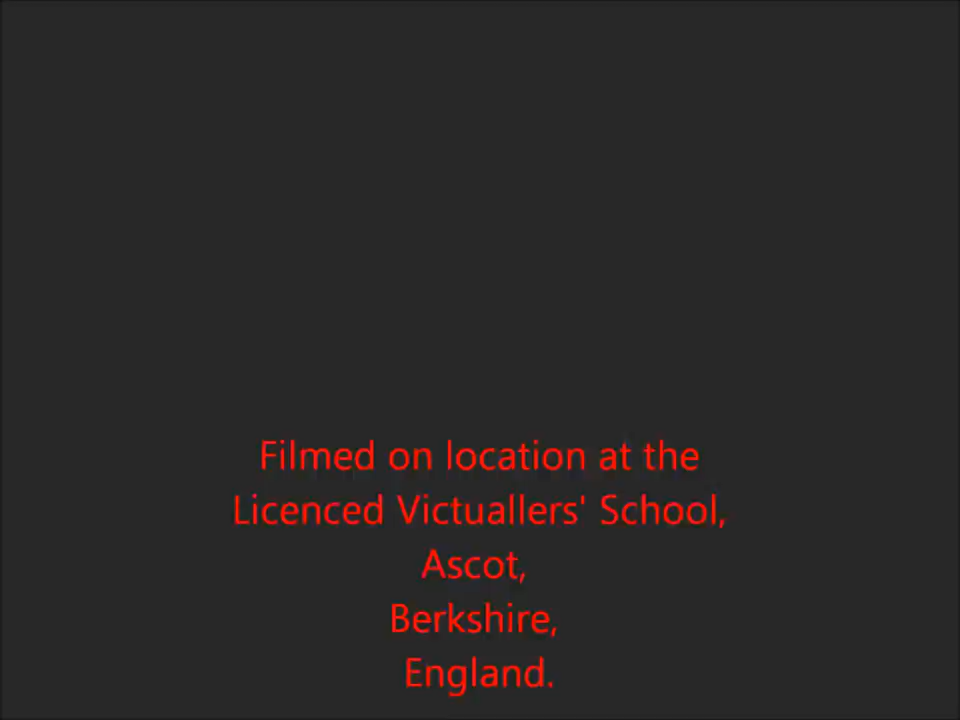 Filmed on location at the
Licenced Victuallers' School,
Ascot,
Berkshire,
England.